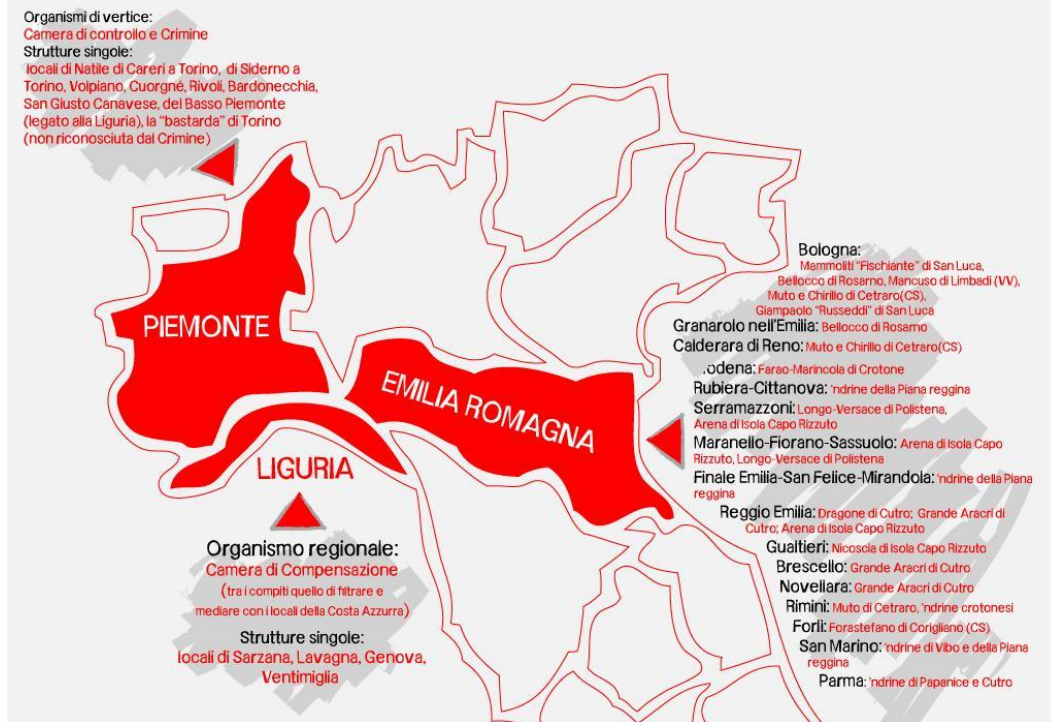 Organismi di vertice:
Camera di controllo e Crimine
Strutture singole:
locali di Natile di Careri a Torino, di Siderno a
Torino, Volpiano, Cuorgné, Rivoli, Bardonecchia,
San Giusto Canavese, del Basso Piemonte
(legato alla Liguria), la "bastarda" di Torino
(non riconosciuta dal Crimine)
PIEMONTE
EMILIA ROMAGNA
LIGURIA
Organismo regionale:
Camera di Compensazione
(tra i compiti quello di filtrare e
mediare con i locali della Costa Azzurra)
Strutture singole:
locali di Sarzana, Lavagna, Genova,
Ventimiglia
Bologna:
Mammoliti "Fischiante" di San Luca,
Bellocco di Rosarno, Mancuso di Limbadi (VV),
Muto e Chirillo di Cetraro(CS),
Giampaolo "Russeddi" di San Luca
Granarolo nell'Emilia: Bellocco di Rosarno
Calderara di Reno: Muto e Chirillo di Cetraro(CS)
odena: Farao-Marincola di Crotone
Rubiera-Cittanova: 'ndrine della Piana reggina
Serramazzoni: Longo-Versace di Polistena,
Arena di Isola Capo Rizzuto
Maranello-Fiorano-Sassuolo: Arena di Isola Capo
Rizzuto, Longo-Versace di Polistena
Finale Emilia-San Felice-Mirandola: 'ndrine della Piana
reggina
Reggio Emilia: Dragone di Cutro; Grande Aracri di
Cutro; Arena di Isola Capo Rizzuto
Gualtieri: Nicoscia di Isola Capo Rizzuto
Brescello: Grande Aracri di Cutro
Novellara: Grande Aracri di Cutro
Rimini: Muto di Cetraro, 'ndrine crotonesi
Forlì: Forastefano di Corigliano (CS)
San Marino: 'ndrine di Vibo e della Piana
reggina
Parma: 'ndrine di Papanice e Cutro